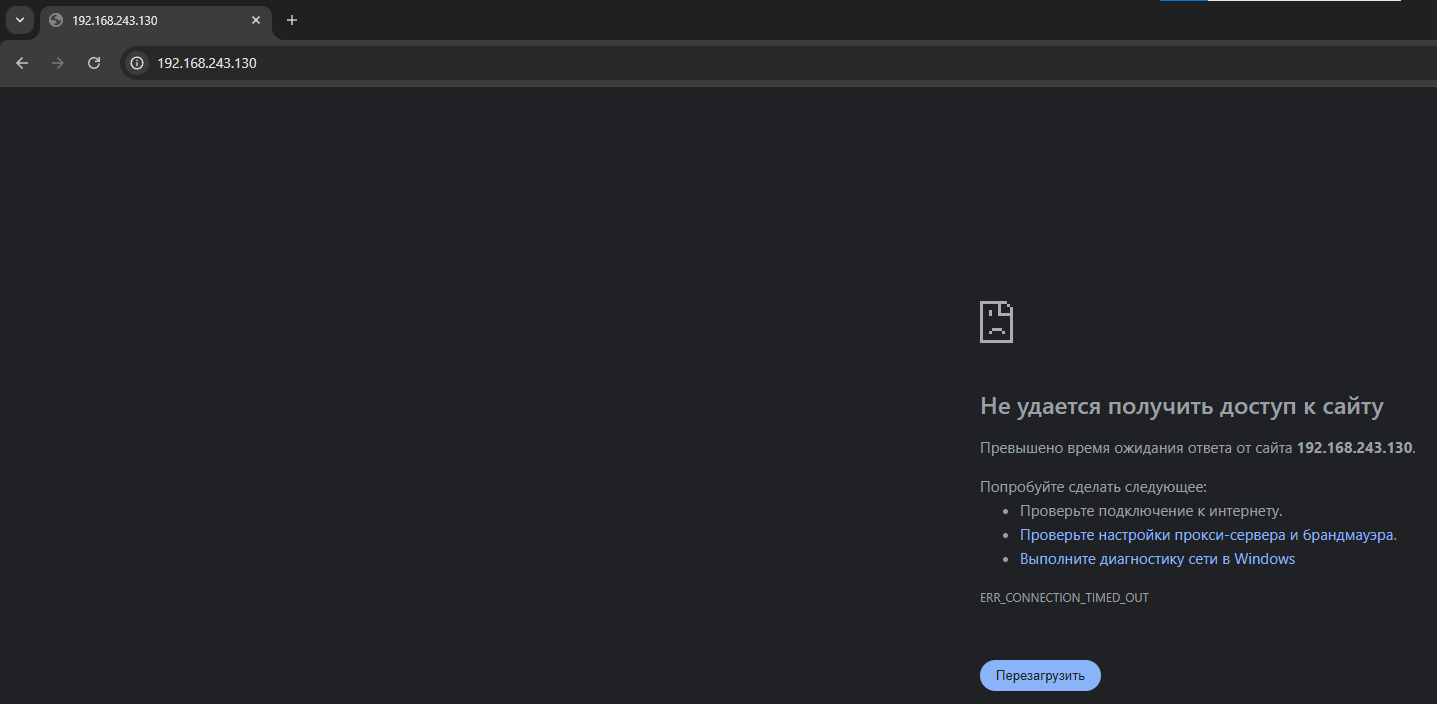 192.168.243.130
192.168.243.130
Не удается получить доступ к сайту
Превышено время ожидания ответа от сайта 192.168.243.130.
Попробуйте сделать следующее:
• Проверьте подключение к интернету.
• Проверьте настройки прокси-сервера и брандмауэра.
• Выполните диагностику сети в Windows
ERR_CONNECTION_TIMED_OUT
Перезагрузить